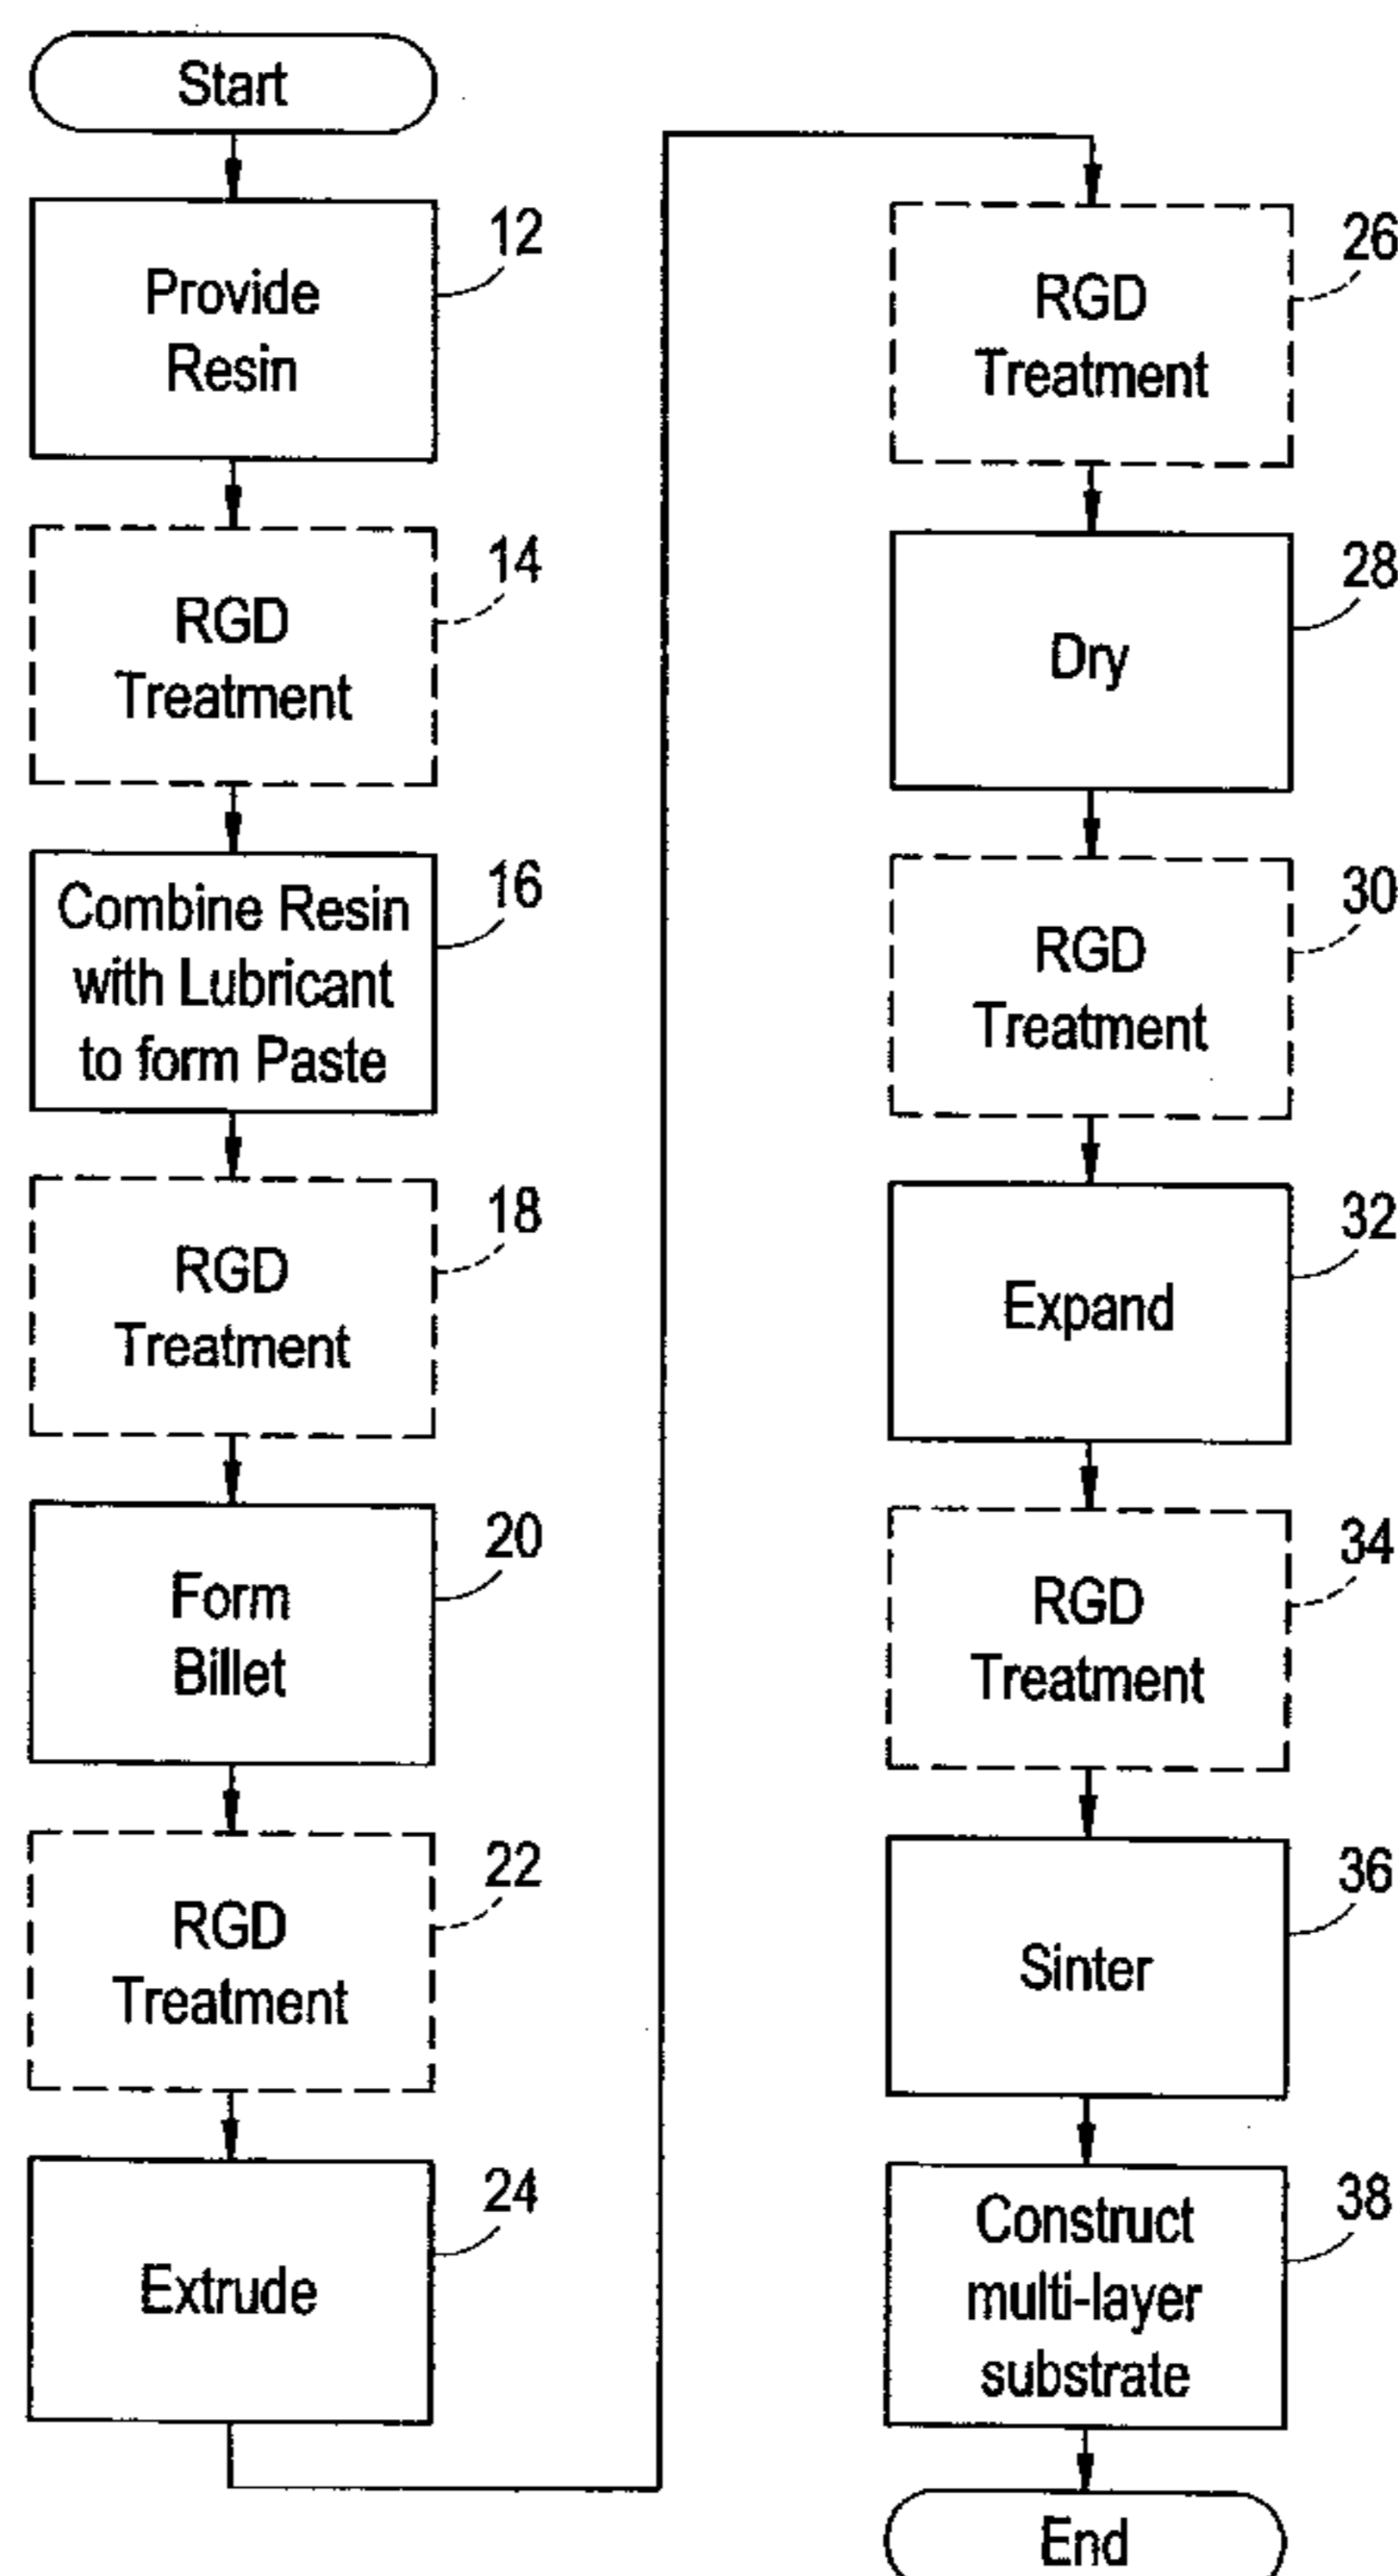 Start
12
Provide
Resin
14
RGD
Treatment
16
Combine Resin
with Lubricant
to form Paste
18
RGD
Treatment
20
Form
Billet
22
RGD
Treatment
24
Extrude
26
RGD
Treatment
28
Dry
30
RGD
Treatment
32
Expand
34
RGD
Treatment
36
Sinter
38
Construct
multi-layer
substrate
End